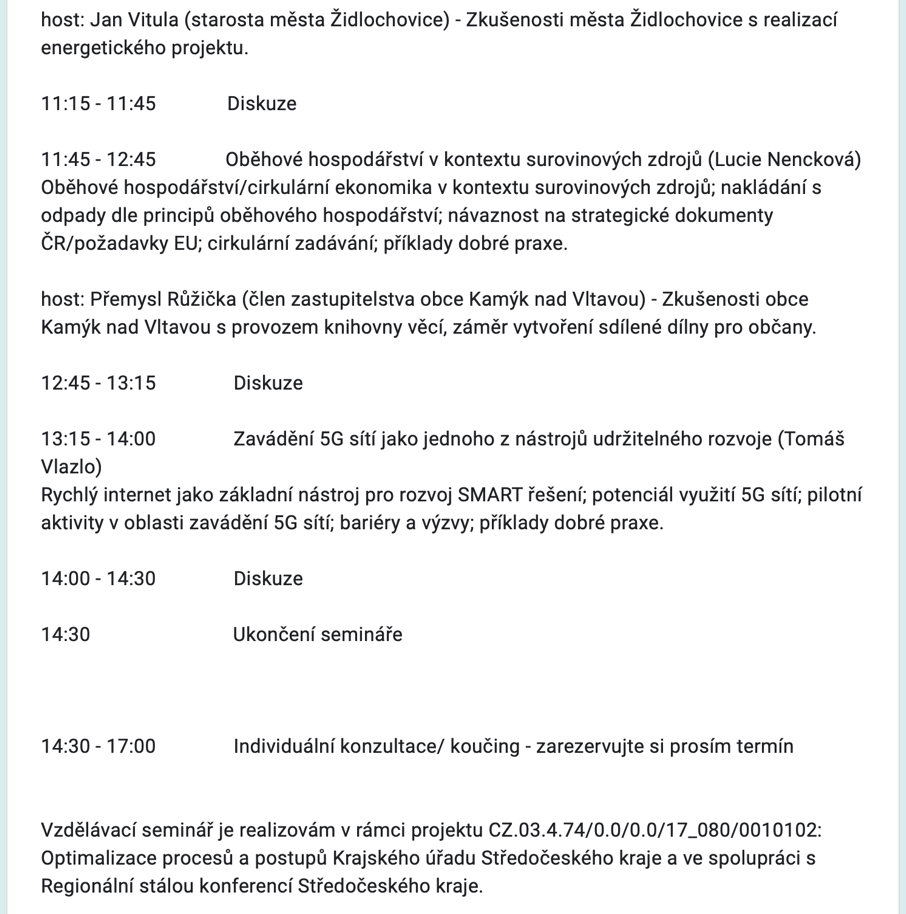 host: Jan Vitula (starosta města Židlochovice) - Zkušenosti města Židlochovice s realizací
energetického projektu.
11:15 - 11:45 Diskuze
11:45 - 12:45 Oběhové hospodářství v kontextu surovinových zdrojů (Lucie Nencková)
Oběhové hospodářství/cirkulární ekonomika v kontextu surovinových zdrojů; nakládání s
odpady dle principů oběhového hospodářství; návaznost na strategické dokumenty
ČR/požadavky EU; cirkulární zadávání; příklady dobré praxe.
host: Přemysl Růžička (člen zastupitelstva obce Kamýk nad Vltavou) - Zkušenosti obce
Kamýk nad Vltavou s provozem knihovny věcí, záměr vytvoření sdílené dílny pro občany.
12:45 - 13:15 Diskuze
13:15 - 14:00 Zavádění 5G sítí jako jednoho z nástrojů udržitelného rozvoje (Tomáš
Vlazlo)
Rychlý internet jako základní nástroj pro rozvoj SMART řešení; potenciál využití 5G sítí; pilotní
aktivity v oblasti zavádění 5G sítí; bariéry a výzvy; příklady dobré praxe.
14:00 - 14:30 Diskuze
14:30 Ukončení semináře
14:30 - 17:00 Individuální konzultace/ koučing - zarezervujte si prosím termín
Vzdělávací seminář je realizovám v rámci projektu CZ.03.4.74/0.0/0.0/17_080/0010102:
Optimalizace procesů a postupů Krajského úřadu Středočeského kraje a ve spolupráci s
Regionální stálou konferencí Středočeského kraje.